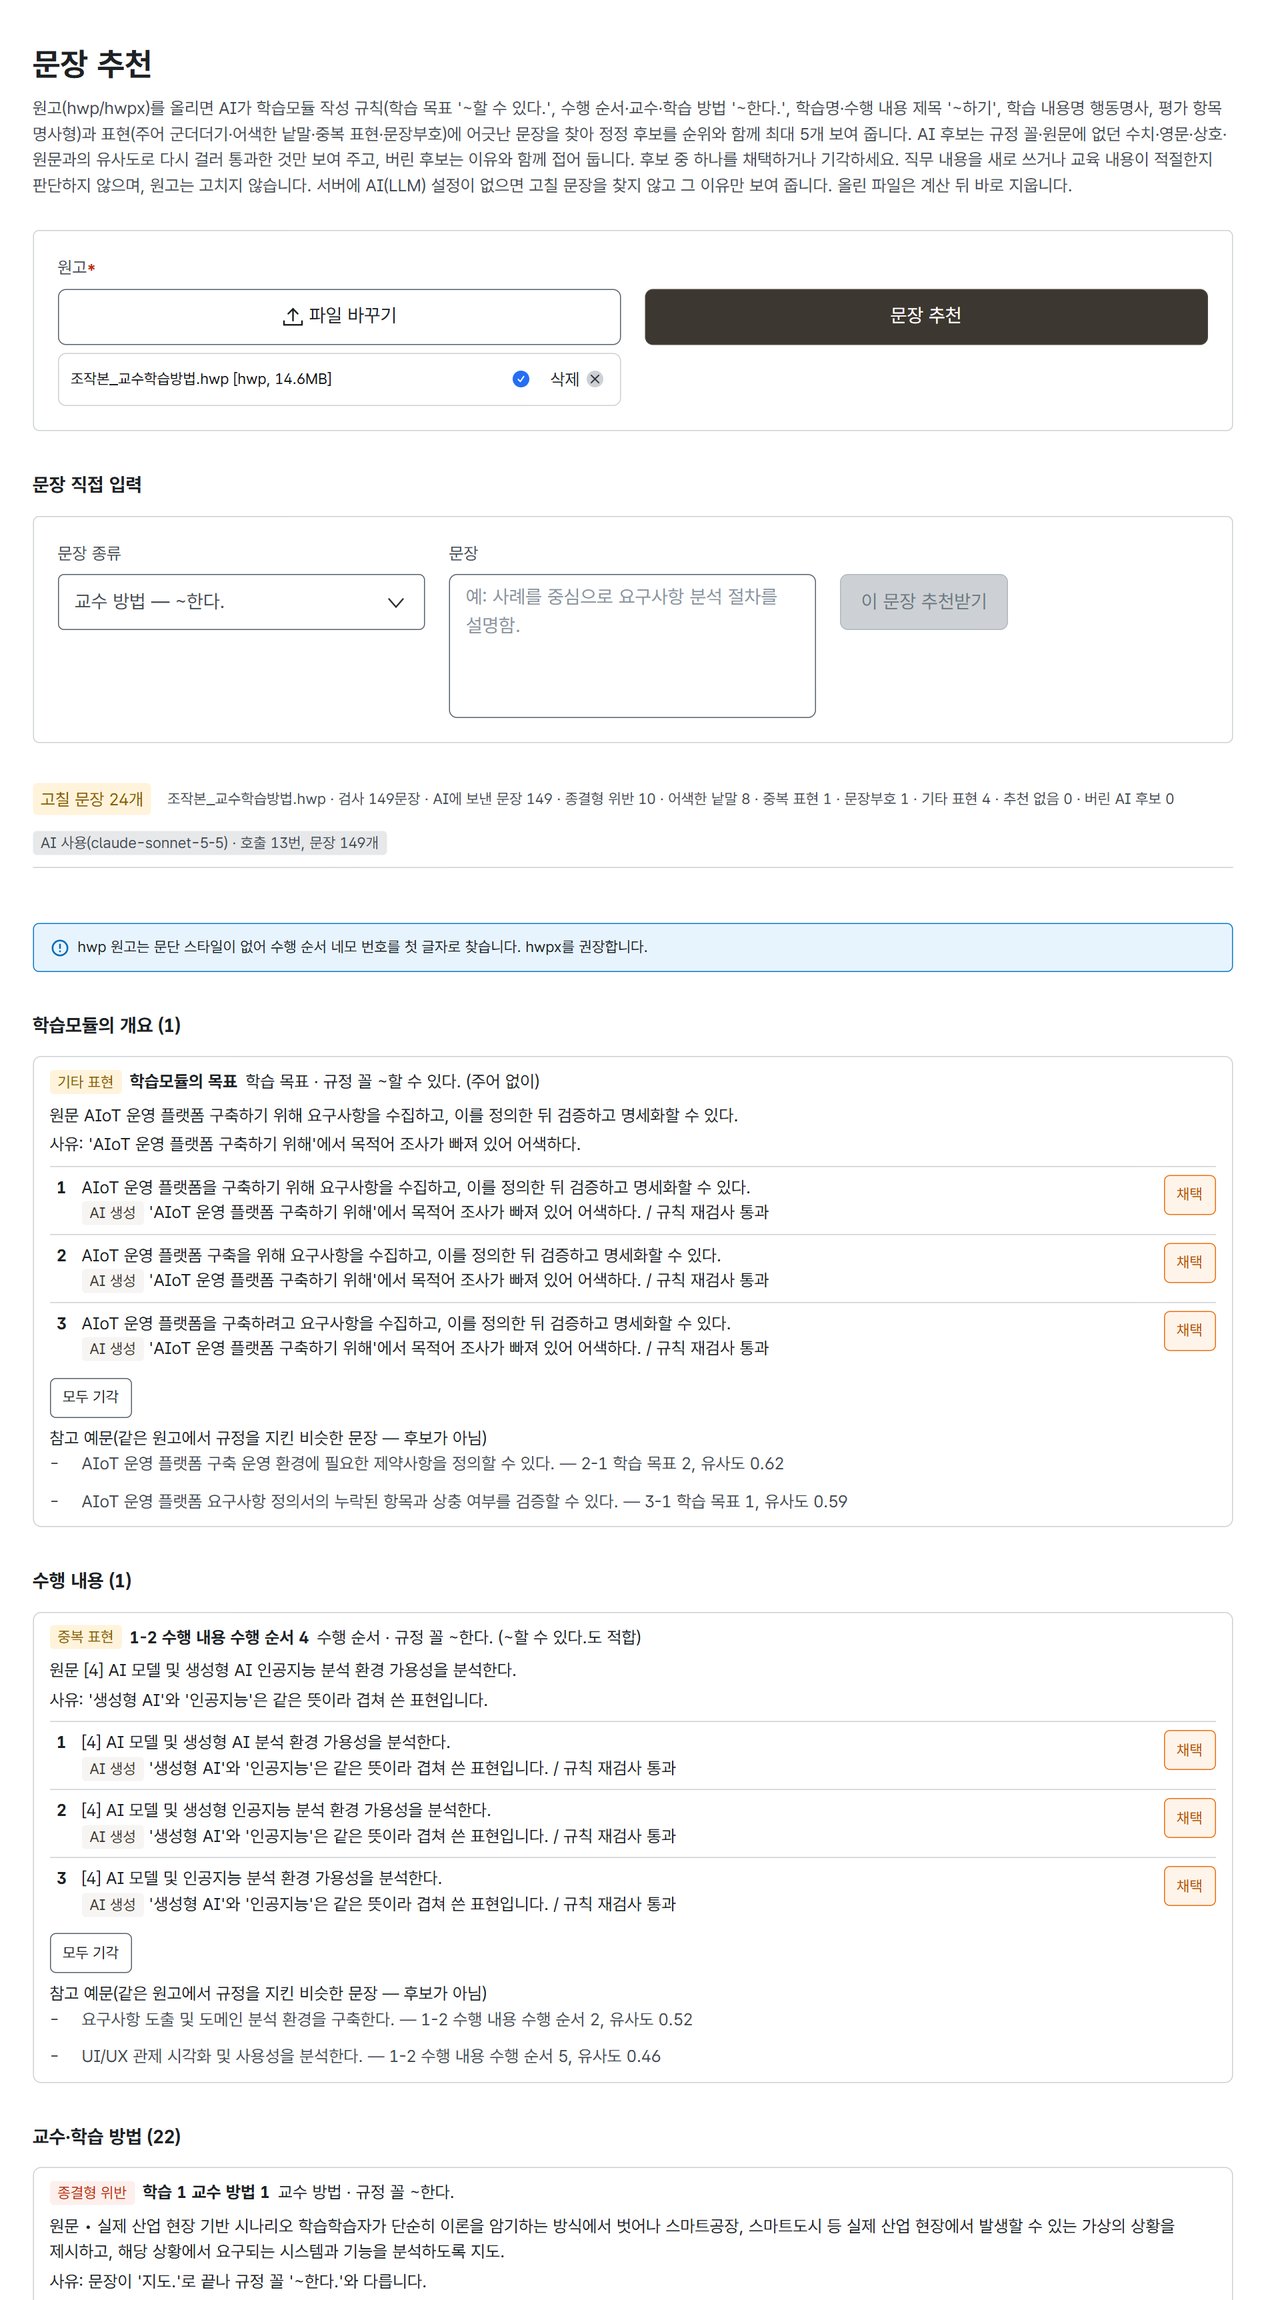 문장 추천
원고(hwp/hwpx)를 올리면 AI가 학습모듈 작성 규칙(학습 목표 '~할 수 있다.', 수행 순서·교수·학습 방법 '~한다.', 학습명·수행 내용 제목 '~하기', 학습 내용명 행동명사, 평가 항목
명사형)과 표현(주어 군더더기·어색한 낱말·중복 표현·문장부호)에 어긋난 문장을 찾아 정정 후보를 순위와 함께 최대 5개 보여 줍니다. AI 후보는 규정 꼴·원문에 없던 수치·영문·상호·
원문과의 유사도로 다시 걸러 통과한 것만 보여 주고, 버린 후보는 이유와 함께 접어 둡니다. 후보 중 하나를 채택하거나 기각하세요. 직무 내용을 새로 쓰거나 교육 내용이 적절한지
판단하지 않으며, 원고는 고치지 않습니다. 서버에 AI(LLM) 설정이 없으면 고칠 문장을 찾지 않고 그 이유만 보여 줍니다. 올린 파일은 계산 뒤 바로 지웁니다.
원고*
파일 바꾸기
문장 추천
조작본_교수학습방법.hwp [hwp, 14.6MB]
삭제
문장 직접 입력
문장 종류
문장
교수 방법 — ~한다.
예: 사례를 중심으로 요구사항 분석 절차를
설명함.
이 문장 추천받기
고칠 문장 24개
조작본_교수학습방법.hwp · 검사 149문장 · AI에 보낸 문장 149 · 종결형 위반 10 · 어색한 낱말 8 · 중복 표현 1 · 문장부호 1 · 기타 표현 4 · 추천 없음 0 · 버린 AI 후보 0
AI 사용(claude-sonnet-5-5) · 호출 13번, 문장 149개
hwp 원고는 문단 스타일이 없어 수행 순서 네모 번호를 첫 글자로 찾습니다. hwpx를 권장합니다.
학습모듈의 개요 (1)
기타 표현 학습모듈의 목표 학습 목표 · 규정 꼴 ~할 수 있다. (주어 없이)
원문 AIoT 운영 플랫폼 구축하기 위해 요구사항을 수집하고, 이를 정의한 뒤 검증하고 명세화할 수 있다.
사유: 'AIoT 운영 플랫폼 구축하기 위해'에서 목적어 조사가 빠져 있어 어색하다.
1 AIoT 운영 플랫폼을 구축하기 위해 요구사항을 수집하고, 이를 정의한 뒤 검증하고 명세화할 수 있다.
채택
AI 생성 'AIoT 운영 플랫폼 구축하기 위해'에서 목적어 조사가 빠져 있어 어색하다. / 규칙 재검사 통과
2 AIoT 운영 플랫폼 구축을 위해 요구사항을 수집하고, 이를 정의한 뒤 검증하고 명세화할 수 있다.
채택
AI 생성 'AIoT 운영 플랫폼 구축하기 위해'에서 목적어 조사가 빠져 있어 어색하다. / 규칙 재검사 통과
3 AIoT 운영 플랫폼을 구축하려고 요구사항을 수집하고, 이를 정의한 뒤 검증하고 명세화할 수 있다.
채택
AI 생성 'AIoT 운영 플랫폼 구축하기 위해'에서 목적어 조사가 빠져 있어 어색하다. / 규칙 재검사 통과
모두 기각
참고 예문(같은 원고에서 규정을 지킨 비슷한 문장 — 후보가 아님)
- AIoT 운영 플랫폼 구축 운영 환경에 필요한 제약사항을 정의할 수 있다. — 2-1 학습 목표 2, 유사도 0.62
- AIoT 운영 플랫폼 요구사항 정의서의 누락된 항목과 상충 여부를 검증할 수 있다. — 3-1 학습 목표 1, 유사도 0.59
수행 내용 (1)
중복 표현 1-2 수행 내용 수행 순서 4 수행 순서 · 규정 꼴 ~한다. (~할 수 있다.도 적합)
원문 [4] AI 모델 및 생성형 AI 인공지능 분석 환경 가용성을 분석한다.
사유: '생성형 AI'와 '인공지능'은 같은 뜻이라 겹쳐 쓴 표현입니다.
1 [4] AI 모델 및 생성형 AI 분석 환경 가용성을 분석한다.
채택
AI 생성 '생성형 AI'와 '인공지능'은 같은 뜻이라 겹쳐 쓴 표현입니다. / 규칙 재검사 통과
2 [4] AI 모델 및 생성형 인공지능 분석 환경 가용성을 분석한다.
채택
AI 생성 '생성형 AI'와 '인공지능'은 같은 뜻이라 겹쳐 쓴 표현입니다. / 규칙 재검사 통과
3 [4] AI 모델 및 인공지능 분석 환경 가용성을 분석한다.
채택
AI 생성 '생성형 AI'와 '인공지능'은 같은 뜻이라 겹쳐 쓴 표현입니다. / 규칙 재검사 통과
모두 기각
참고 예문(같은 원고에서 규정을 지킨 비슷한 문장 — 후보가 아님)
- 요구사항 도출 및 도메인 분석 환경을 구축한다. — 1-2 수행 내용 수행 순서 2, 유사도 0.52
- UI/UX 관제 시각화 및 사용성을 분석한다. — 1-2 수행 내용 수행 순서 5, 유사도 0.46
교수·학습 방법 (22)
종결형 위반 학습 1 교수 방법 1 교수 방법 · 규정 꼴 ~한다.
원문 • 실제 산업 현장 기반 시나리오 학습학습자가 단순히 이론을 암기하는 방식에서 벗어나 스마트공장, 스마트도시 등 실제 산업 현장에서 발생할 수 있는 가상의 상황을
제시하고, 해당 상황에서 요구되는 시스템과 기능을 분석하도록 지도.
사유: 문장이 '지도.'로 끝나 규정 꼴 '~한다.'와 다릅니다.